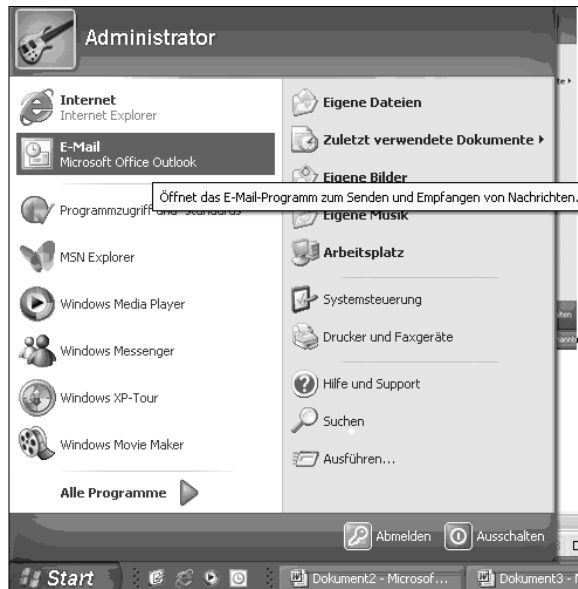 Administrator
Internet
Internet Explorer
E-Mail
Microsoft Office Outlook
Programmzugriff und -standards
MSN Explorer
Windows Media Player
Windows Messenger
Windows XP-Tour
Windows Movie Maker
Alle Programme
Eigene Dateien
Zuletzt verwendete Dokumente
Eigene Bilder
Öffnet das E-Mail-Programm zum Senden und Empfangen von Nachrichten.
Eigene Musik
Arbeitsplatz
Systemsteuerung
Drucker und Faxgeräte
Hilfe und Support
Suchen
Ausführen...
Abmelden
Ausschalten
Start
Dokument2 - Microsof...
Dokument3 -